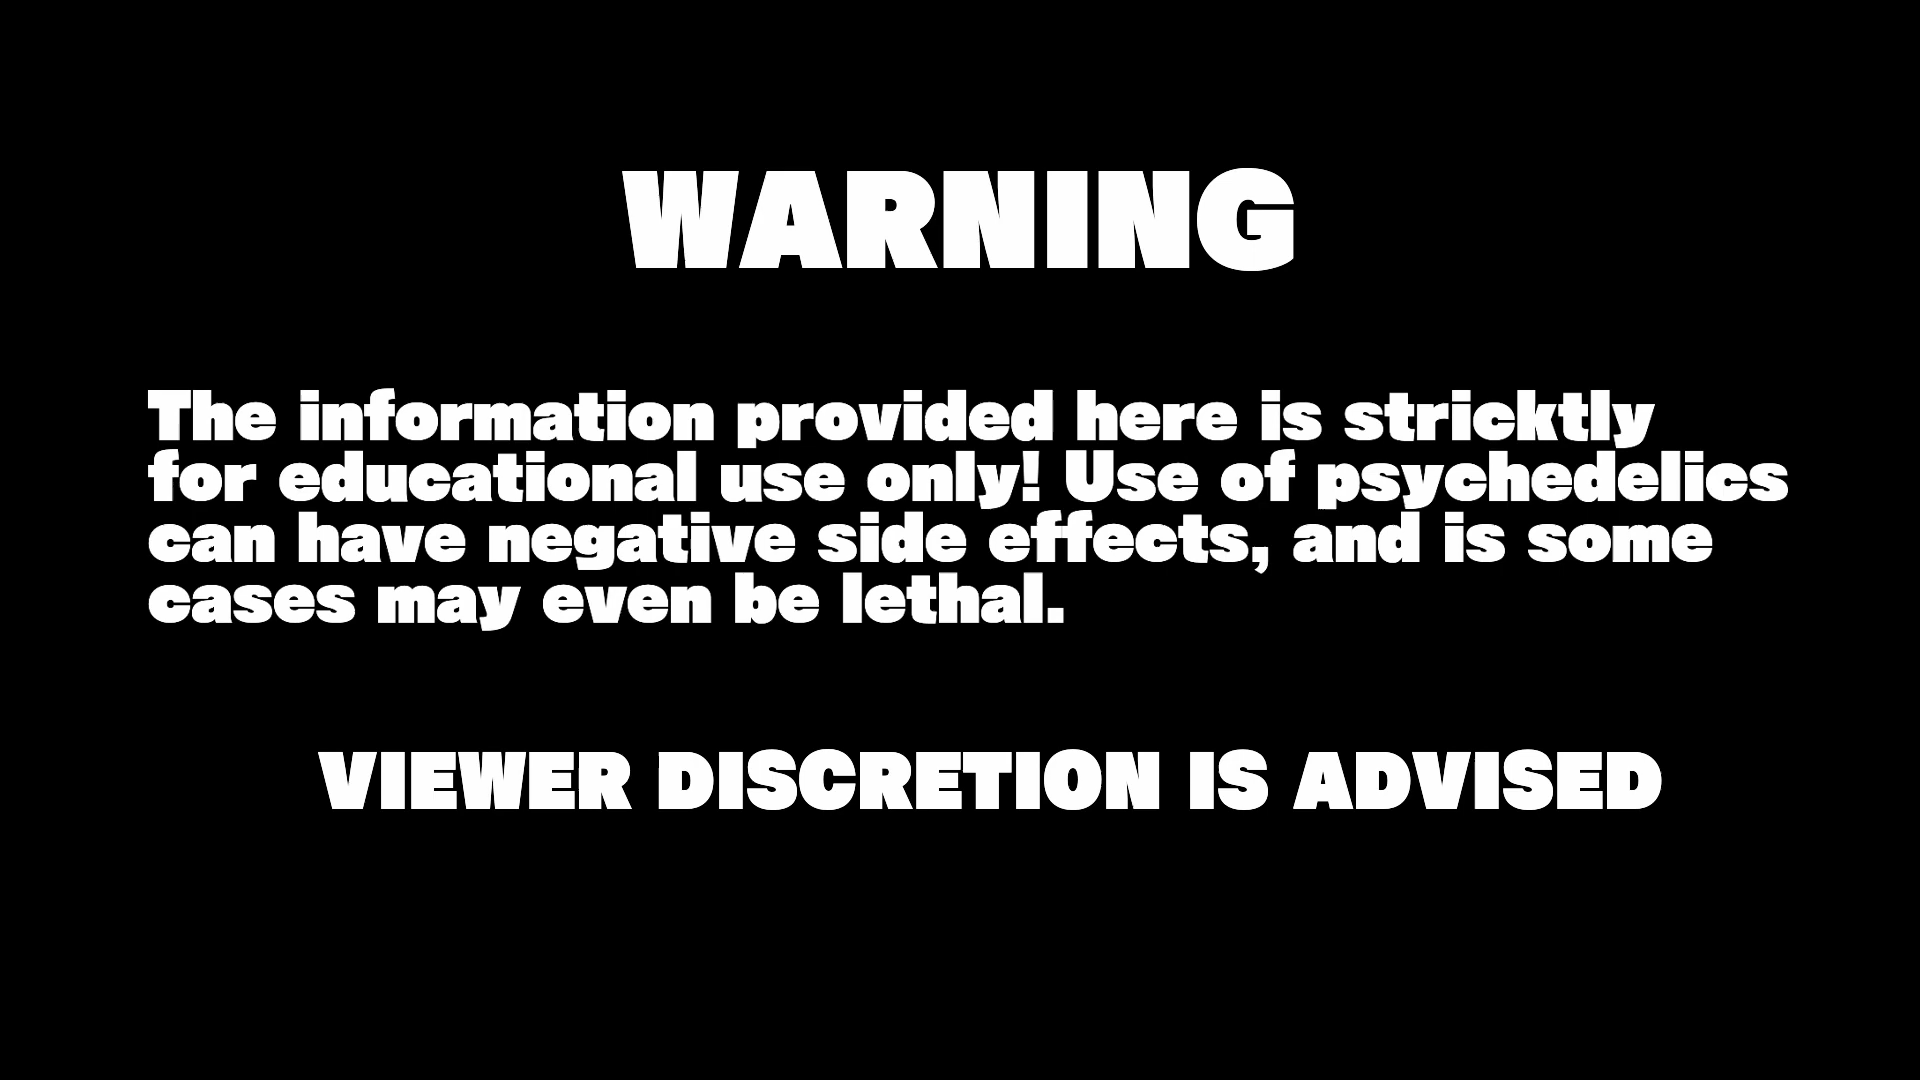 WARNING
The information provided here is stricktly
for educational use only! Use of psychedelics
can have negative side effects, and is some
cases may even be lethal.
VIEWER DISCRETION IS ADVISED